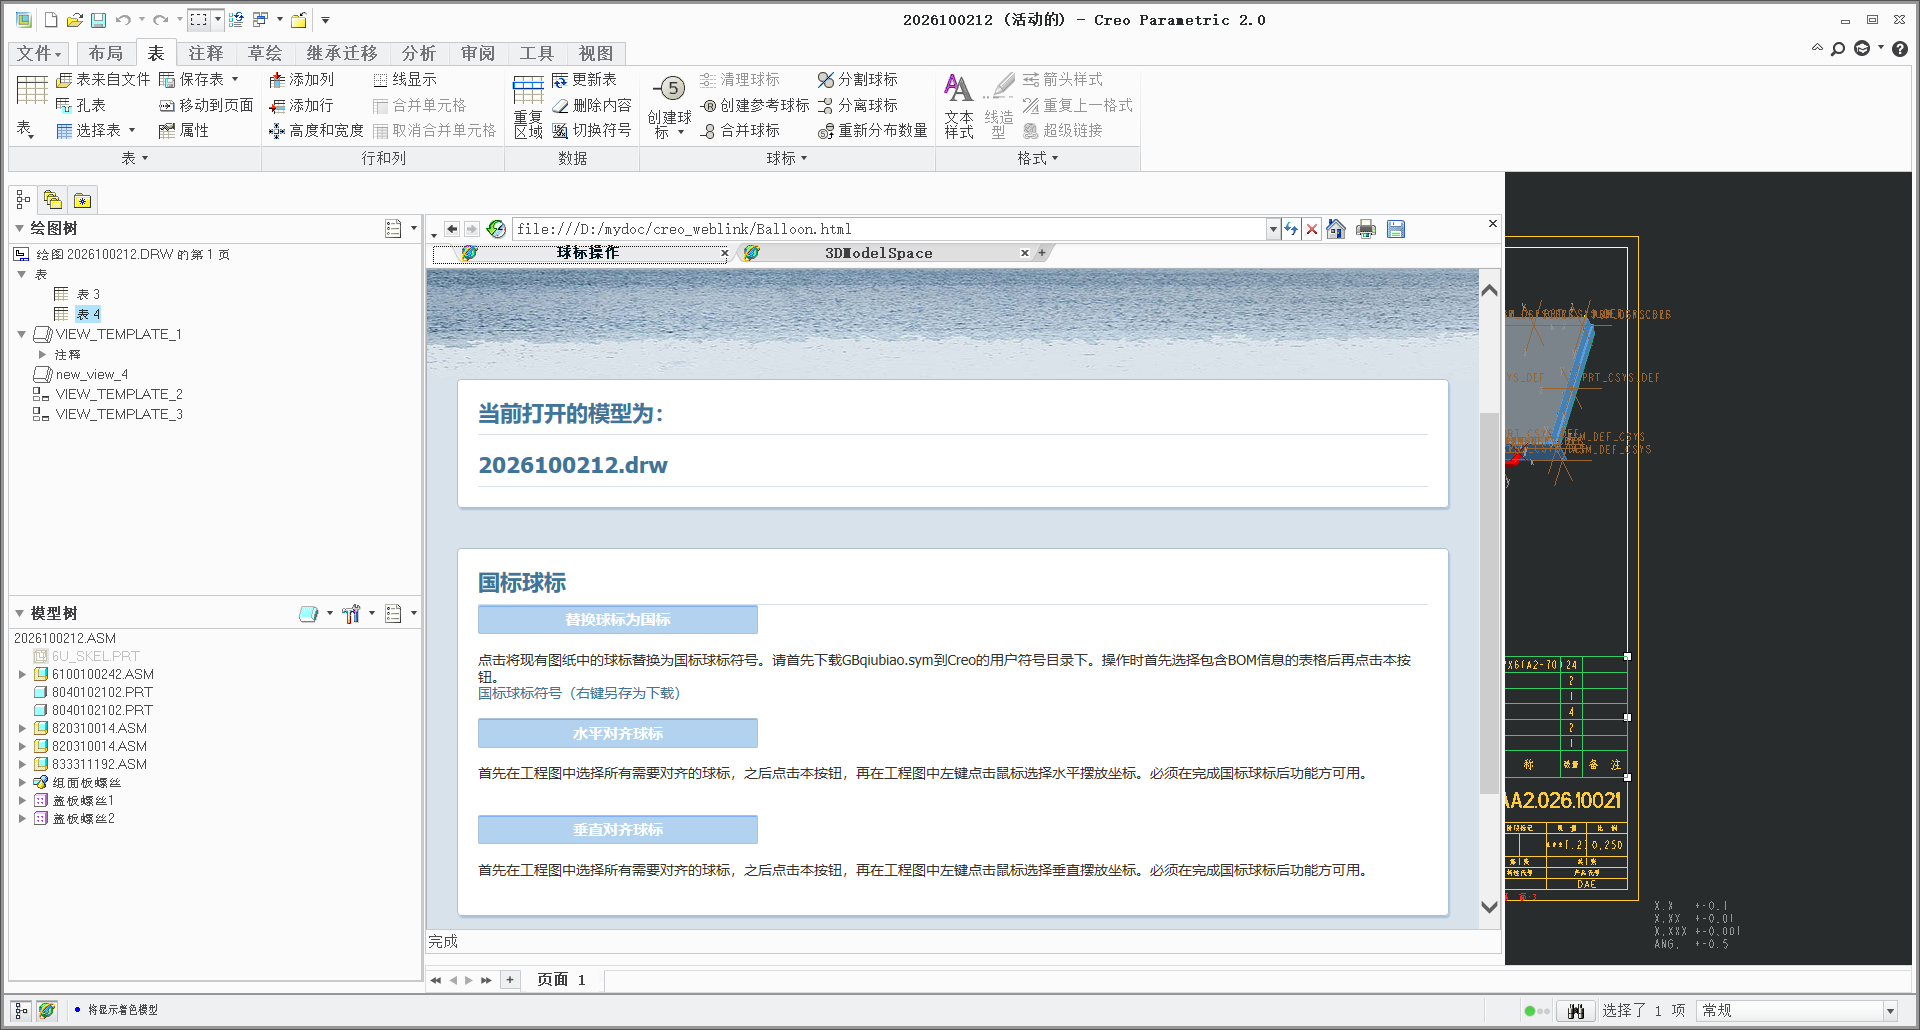 2026100212 (活动的) - Creo Parametric 2.0
文件 布局 表 注释 草绘 继承迁移 分析 审阅 工具 视图
表
表来自文件
孔表
选择表
保存表
移动到页面
属性
表
添加列
添加行
高度和宽度
线显示
合并单元格
取消合并单元格
行和列
重复区域
更新表
删除内容
切换符号
数据
5
创建球标
清理球标
创建参考球标
合并球标
分割球标
分离球标
重新分布数量
球标
文本样式
线造型
箭头样式
重复上一格式
超级链接
格式
绘图树
绘图 2026100212.DRW 的第 1 页
表
表 3
表 4
VIEW_TEMPLATE_1
注释
new_view_4
VIEW_TEMPLATE_2
VIEW_TEMPLATE_3
模型树
2026100212.ASM
6U_SKEL.PRT
6100100242.ASM
8040102102.PRT
8040102102.PRT
820310014.ASM
820310014.ASM
833311192.ASM
组面板螺丝
盖板螺丝1
盖板螺丝2
file:///D:/mydoc/creo_weblink/Balloon.html
球标操作
3DModelSpace
当前打开的模型为：
2026100212.drw
国标球标
替换球标为国标
点击将现有图纸中的球标替换为国标球标符号。请首先下载GBqiubiao.sym到Creo的用户符号目录下。操作时首先选择包含BOM信息的表格后再点击本按
钮。
国标球标符号（右键另存为下载）
水平对齐球标
首先在工程图中选择所有需要对齐的球标，之后点击本按钮，再在工程图中左键点击鼠标选择水平摆放坐标。必须在完成国标球标后功能方可用。
垂直对齐球标
首先在工程图中选择所有需要对齐的球标，之后点击本按钮，再在工程图中左键点击鼠标选择垂直摆放坐标。必须在完成国标球标后功能方可用。
完成
页面 1
PRT_CSYS_DEF
X6(A2-70) 24
2
1
4
2
1
称 数量 备 注
AA2.026.10021
0.250
DAE
X.X +-0.1
X.XX +-0.01
X.XXX +-0.001
ANG. +-0.5
将显示着色模型
选择了 1 项
常规